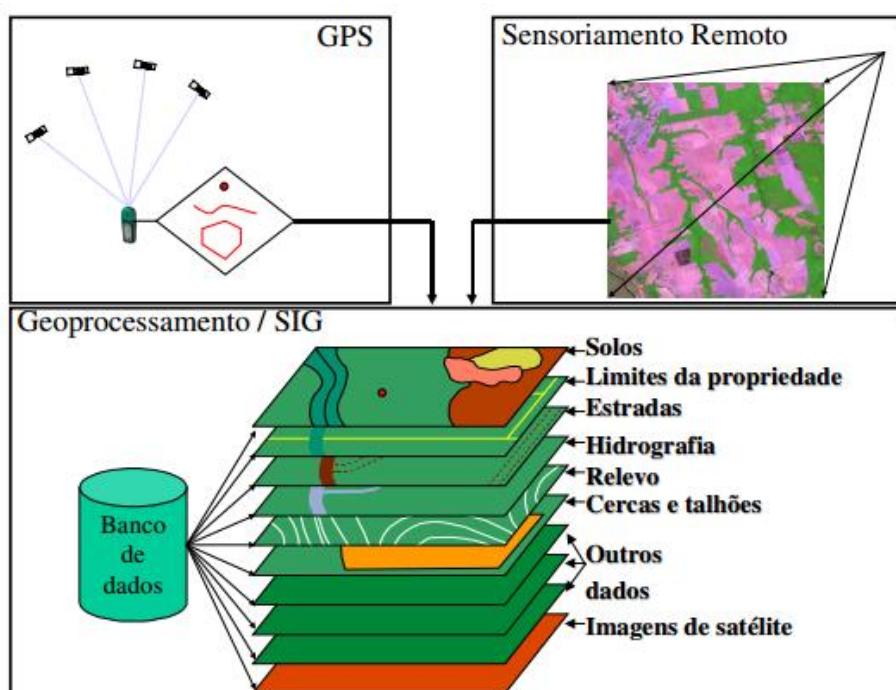 GPS
Sensoriamento Remoto
Geoprocessamento / SIG
Solos
Limites da propriedade
Estradas
Hidrografia
Relevo
Cercas e talhões
Outros
dados
Imagens de satélite
Banco
de
dados